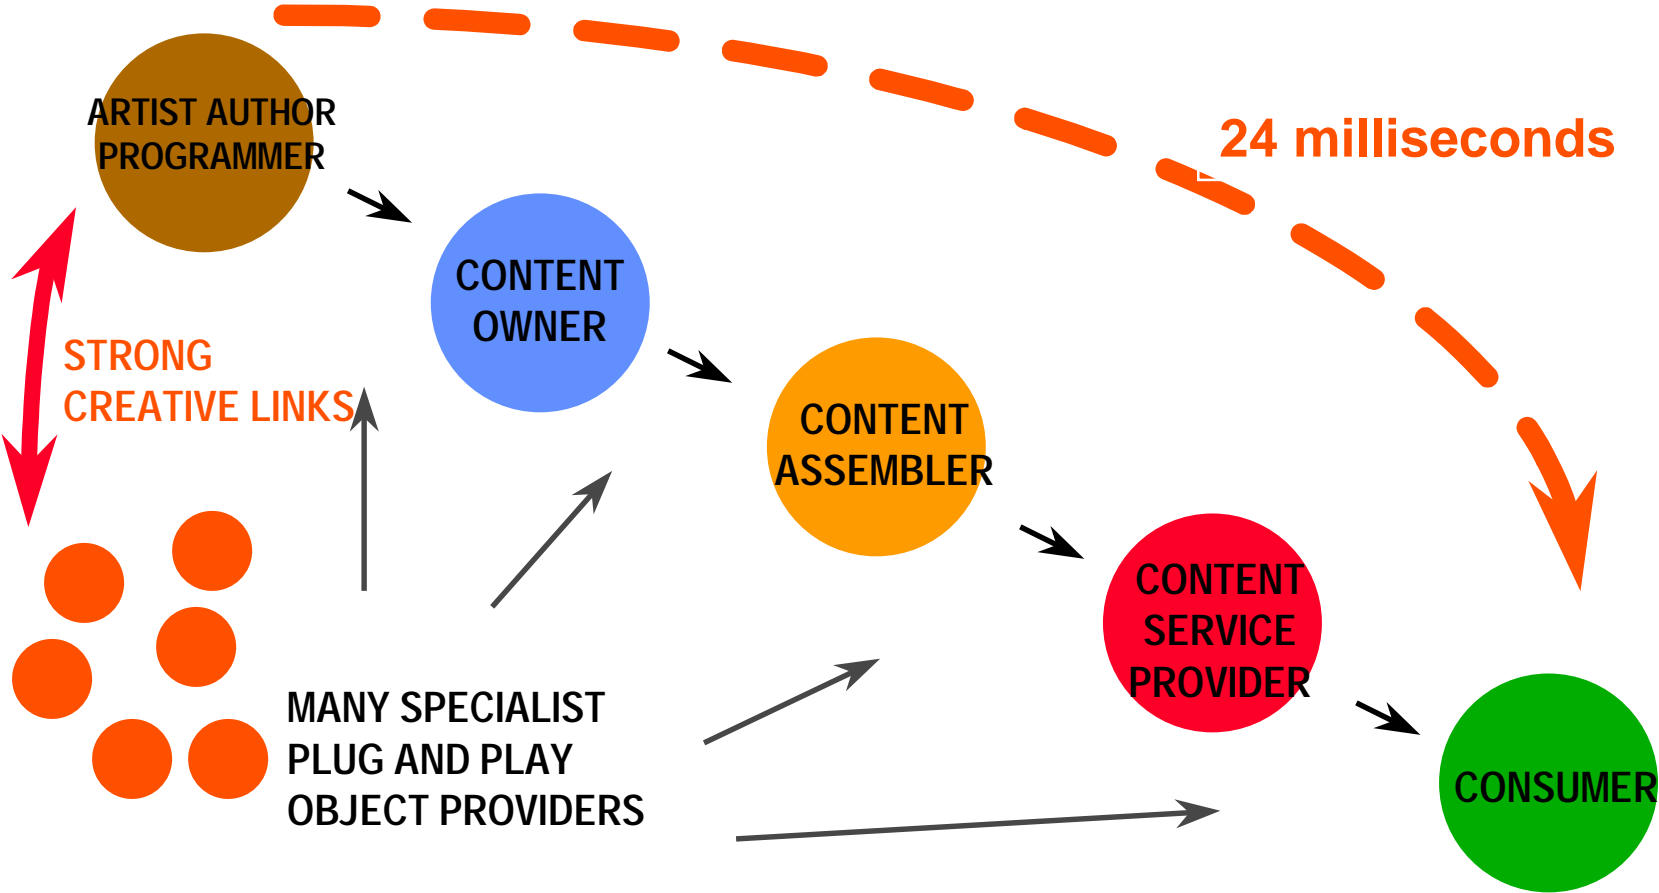 ARTIST AUTHOR
PROGRAMMER
24 milliseconds
CONTENT
OWNER
STRONG
CREATIVE LINKS
CONTENT
ASSEMBLER
CONTENT
SERVICE
PROVIDER
MANY SPECIALIST
PLUG AND PLAY
OBJECT PROVIDERS
CONSUMER